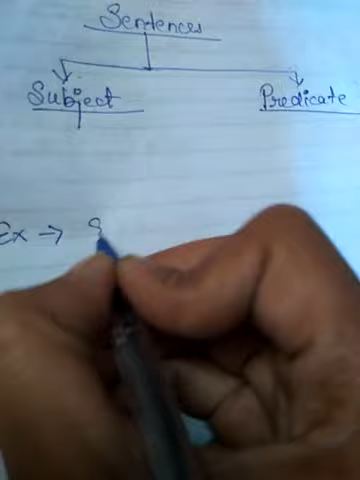 Sentences
Subject Predicate
Ex → S